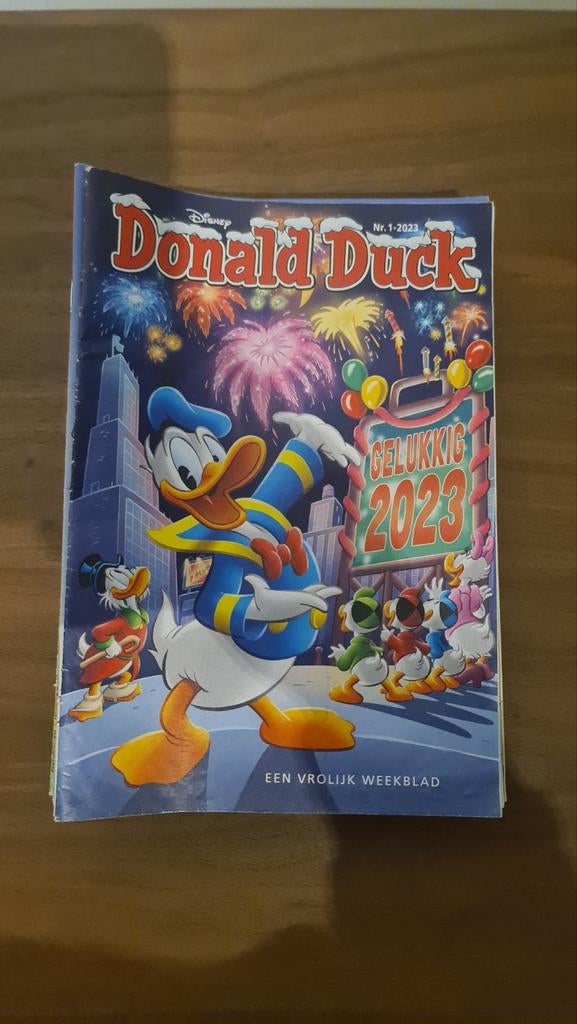 Disney
Nr. 1-2023
Donald Duck
GELUKKIG
2023
EEN VROLIJK WEEKBLAD